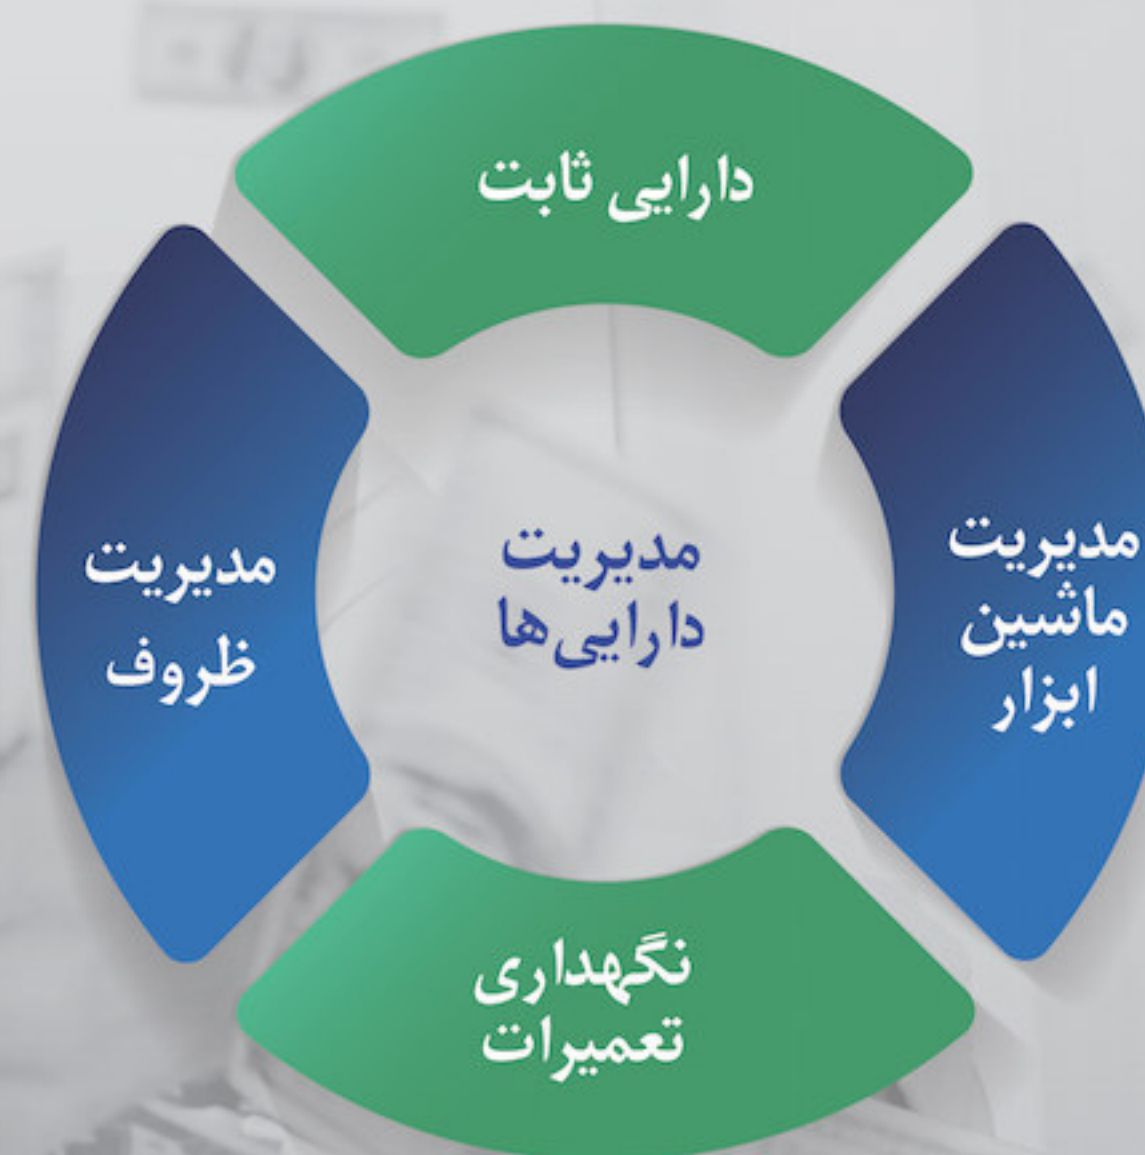 دارایی ثابت
مدیریت
ماشین
ابزار
مدیریت
دارایی‌ها
مدیریت
ظروف
نگهداری
تعمیرات